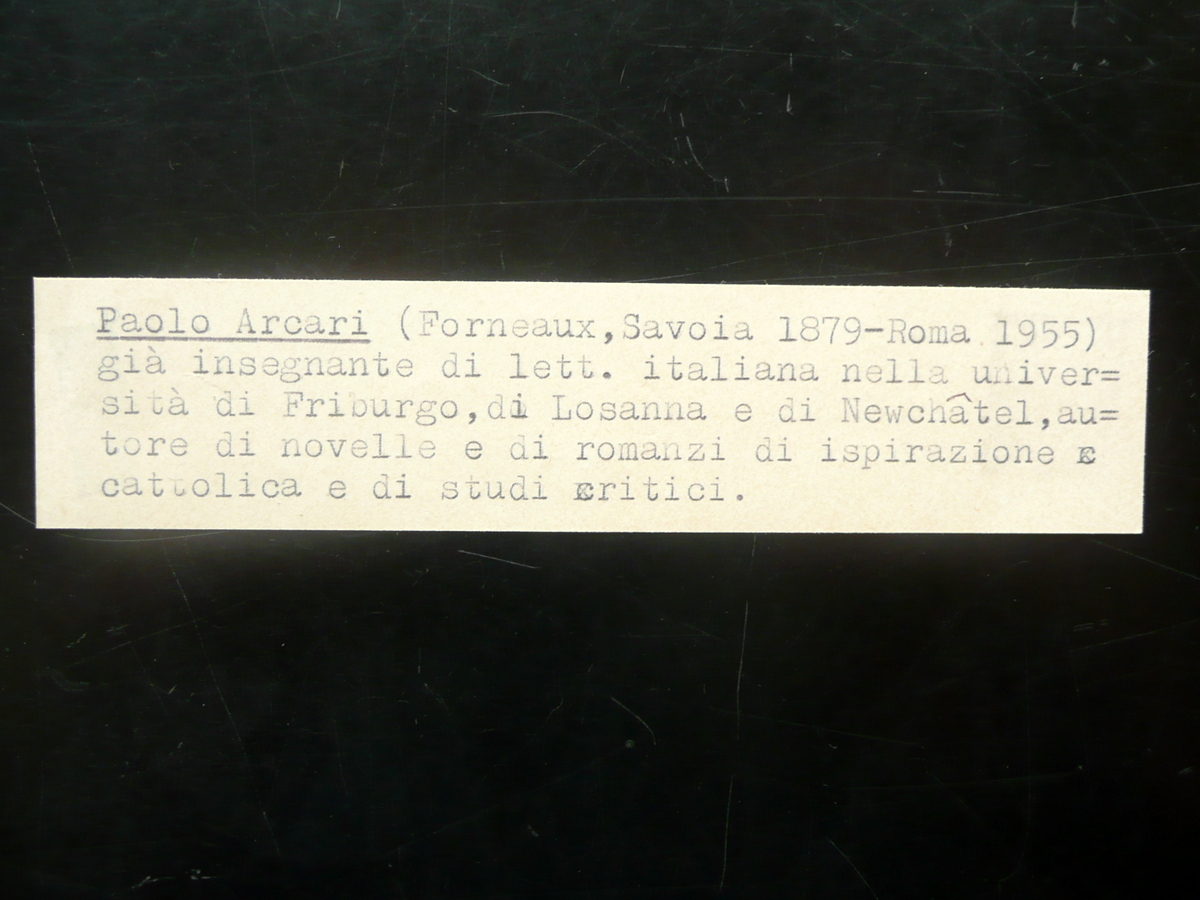 Paolo Arcari (Forneaux,Savoia 1879-Roma 1955)
già insegnante di lett. italiana nella univer=
sità di Friburgo,di Losanna e di Newchâtel,au=
tore di novelle e di romanzi di ispirazione c
cattolica e di studi critici.